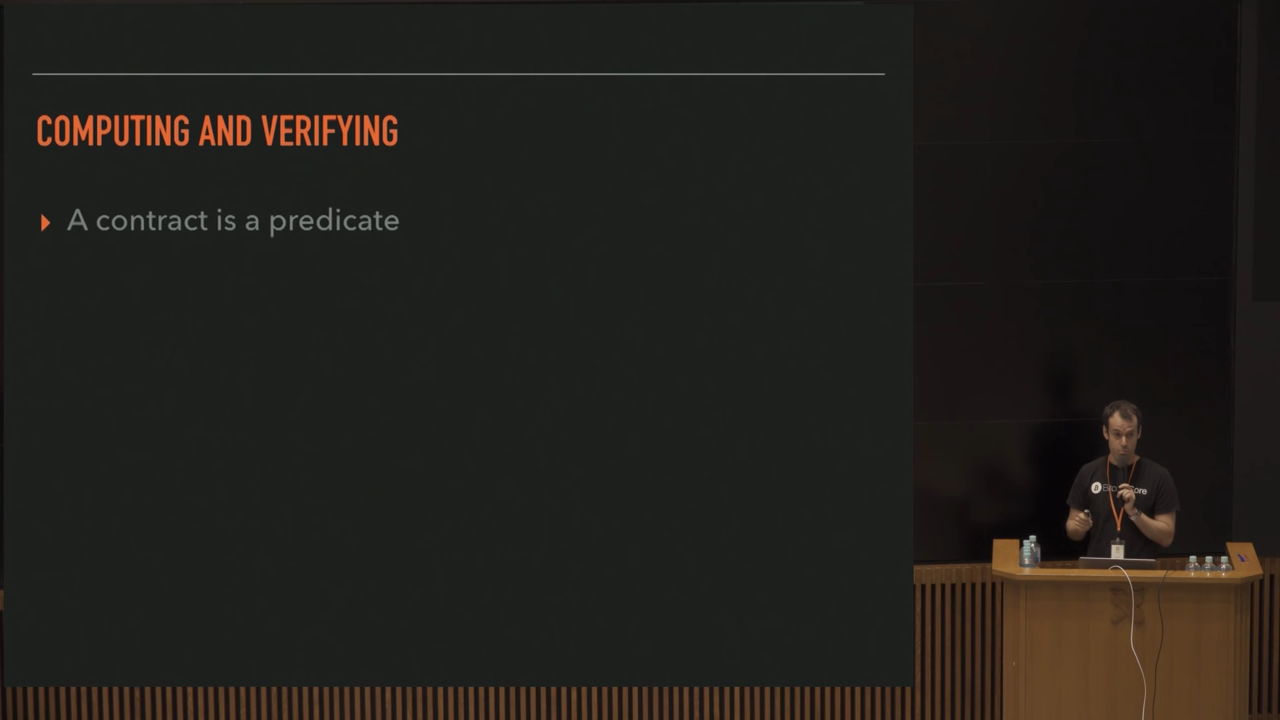 COMPUTING AND VERIFYING
A contract is a predicate